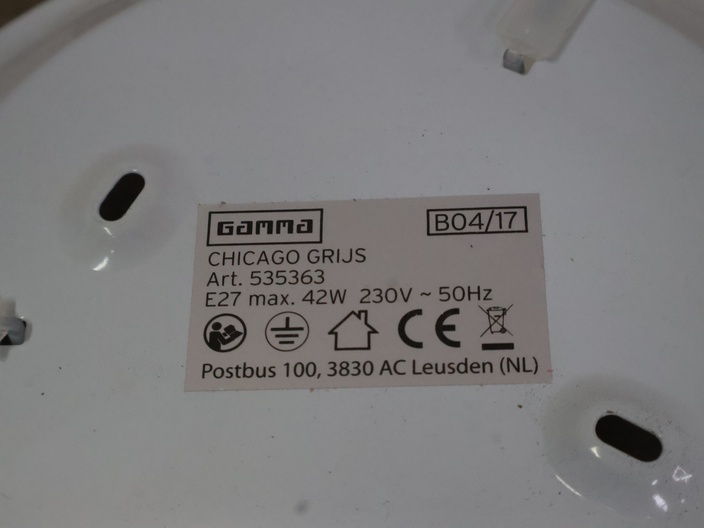 GAMMA
B04/17
CHICAGO GRIJS
Art. 535363
E27 max. 42W 230V ~ 50Hz
CE
Postbus 100, 3830 AC Leusden (NL)